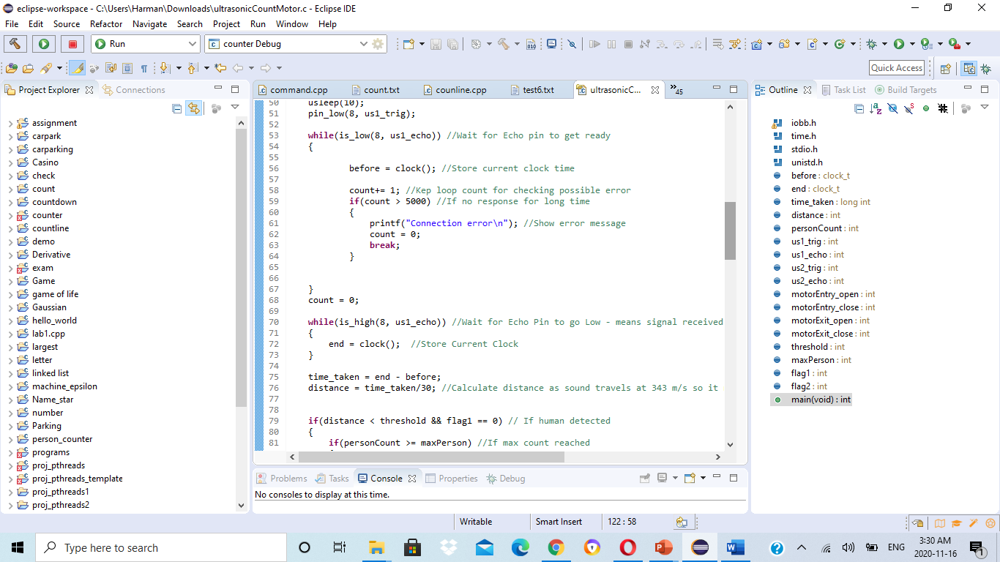 eclipse-workspace - C:\Users\Harman\Downloads\ultrasonicCountMotor.c - Eclipse IDE
File Edit Source Refactor Navigate Search Project Run Window Help
Run counter Debug
Quick Access
Project Explorer Connections
command.cpp count.txt counline.cpp test6.txt ultrasonicC... 45
Outline Task List Build Targets
assignment
carpark
carparking
Casino
check
count
countdown
counter
countline
demo
Derivative
exam
Game
game of life
Gaussian
hello_world
lab1.cpp
largest
letter
linked list
machine_epsilon
Name_star
number
Parking
person_counter
programs
proj_pthreads
proj_pthreads_template
proj_pthreads1
proj_pthreads2
50 usleep(10);
51 pin_low(8, us1_trig);
52
53 while(is_low(8, us1_echo)) //Wait for Echo pin to get ready
54 {
55
56 before = clock(); //Store current clock time
57
58 count+= 1; //Kep loop count for checking possible error
59 if(count > 5000) //If no response for long time
60 {
61 printf("Connection error\n"); //Show error message
62 count = 0;
63 break;
64 }
65
66
67 }
68 count = 0;
69
70 while(is_high(8, us1_echo)) //Wait for Echo Pin to go Low - means signal received
71 {
72 end = clock(); //Store Current Clock
73 }
74
75 time_taken = end - before;
76 distance = time_taken/30; //Calculate distance as sound travels at 343 m/s so it
77
78
79 if(distance < threshold && flag1 == 0) // If human detected
80 {
81 if(personCount >= maxPerson) //If max count reached
iobb.h
time.h
stdio.h
unistd.h
before : clock_t
end : clock_t
time_taken : long int
distance : int
personCount : int
us1_trig : int
us1_echo : int
us2_trig : int
us2_echo : int
motorEntry_open : int
motorEntry_close : int
motorExit_open : int
motorExit_close : int
threshold : int
maxPerson : int
flag1 : int
flag2 : int
main(void) : int
Problems Tasks Console Properties Debug
No consoles to display at this time.
Writable Smart Insert 122 : 58
Type here to search
ENG
3:30 AM
2020-11-16
1